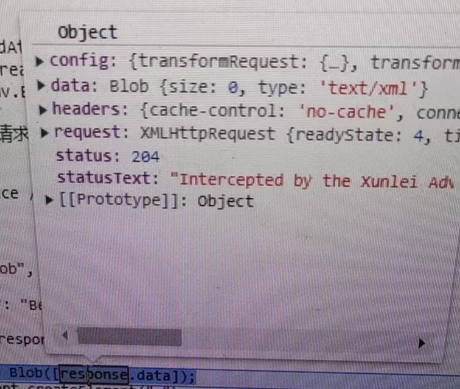 Object
dAt
▶ config: {transformRequest: {…}, transform
rea
▶ data: Blob {size: 0, type: 'text/xml'}
▶ headers: {cache-control: 'no-cache', conne
请求
▶ request: XMLHttpRequest {readyState: 4, ti
status: 204
statusText: "Intercepted by the Xunlei Adv
ce
▶ [[Prototype]]: Object
ob",
": "Be
respon
Blob([response.data]);